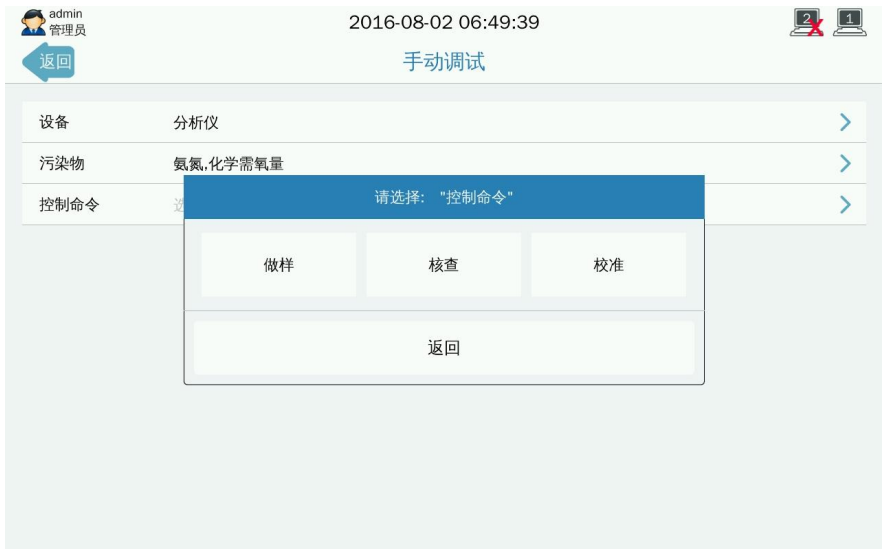 admin
管理员
2016-08-02 06:49:39
2
1
返回
手动调试
设备 分析仪
污染物 氨氮,化学需氧量
控制命令 选
请选择: "控制命令"
做样 核查 校准
返回